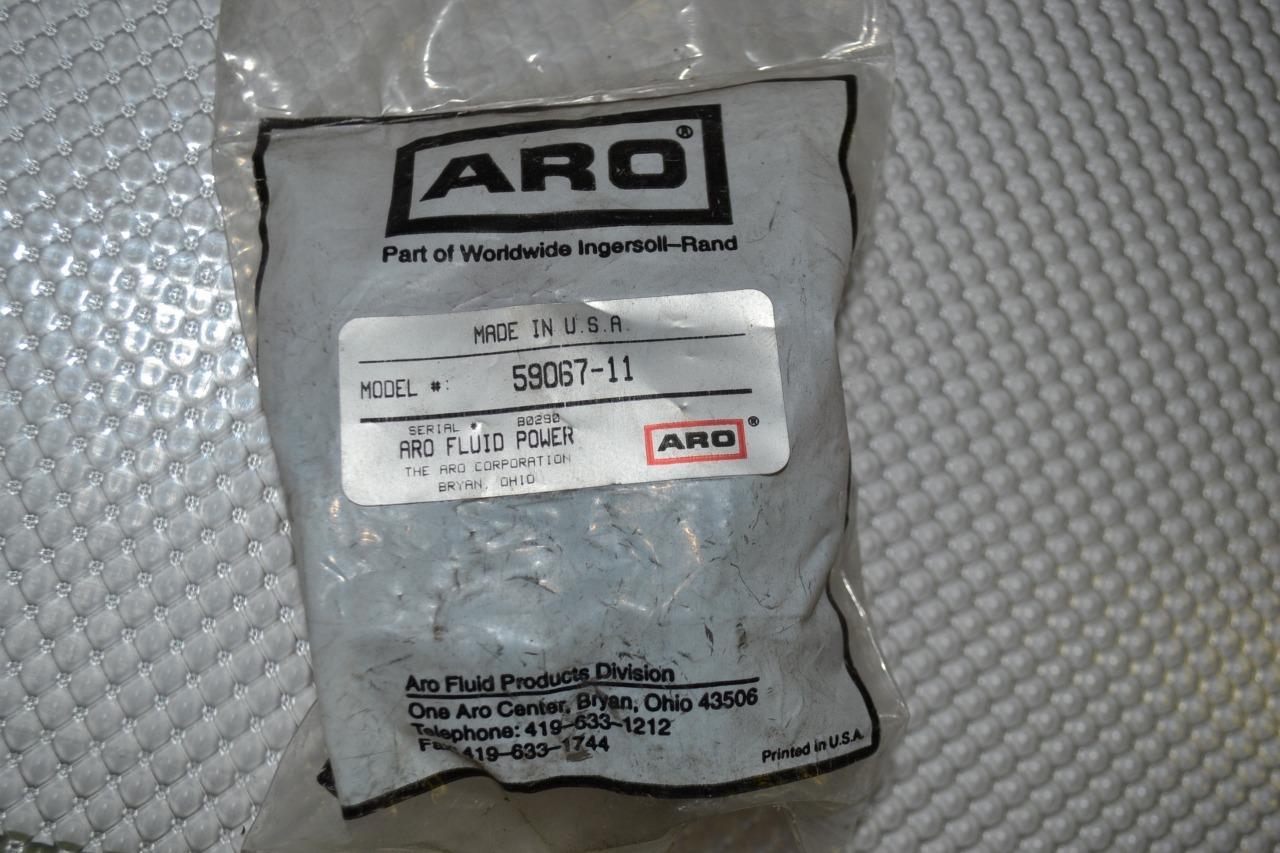 ARO®
Part of Worldwide Ingersoll-Rand
MADE IN U.S.A.
MODEL #: 59067-11
SERIAL # B0290
ARO FLUID POWER
THE ARO CORPORATION
BRYAN, OHIO
ARO®
Aro Fluid Products Division
One Aro Center, Bryan, Ohio 43506
Telephone: 419-633-1212
Fax: 419-633-1744
Printed in U.S.A.